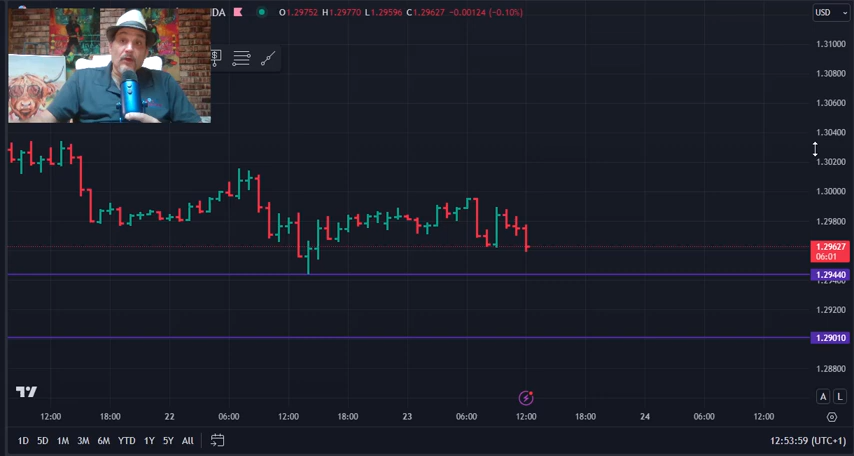 DA O1.29752 H1.29770 L1.29596 C1.29627 −0.00124 (−0.10%)
USD
1.31000
1.30800
1.30600
1.30400
1.30200
1.30000
1.29800
1.29627
06:01
1.29440
1.29400
1.29200
1.29010
1.28800
A L
12:00 18:00 22 06:00 12:00 18:00 23 06:00 12:00 18:00 24 06:00 12:00
1D 5D 1M 3M 6M YTD 1Y 5Y All 12:53:59 (UTC+1)